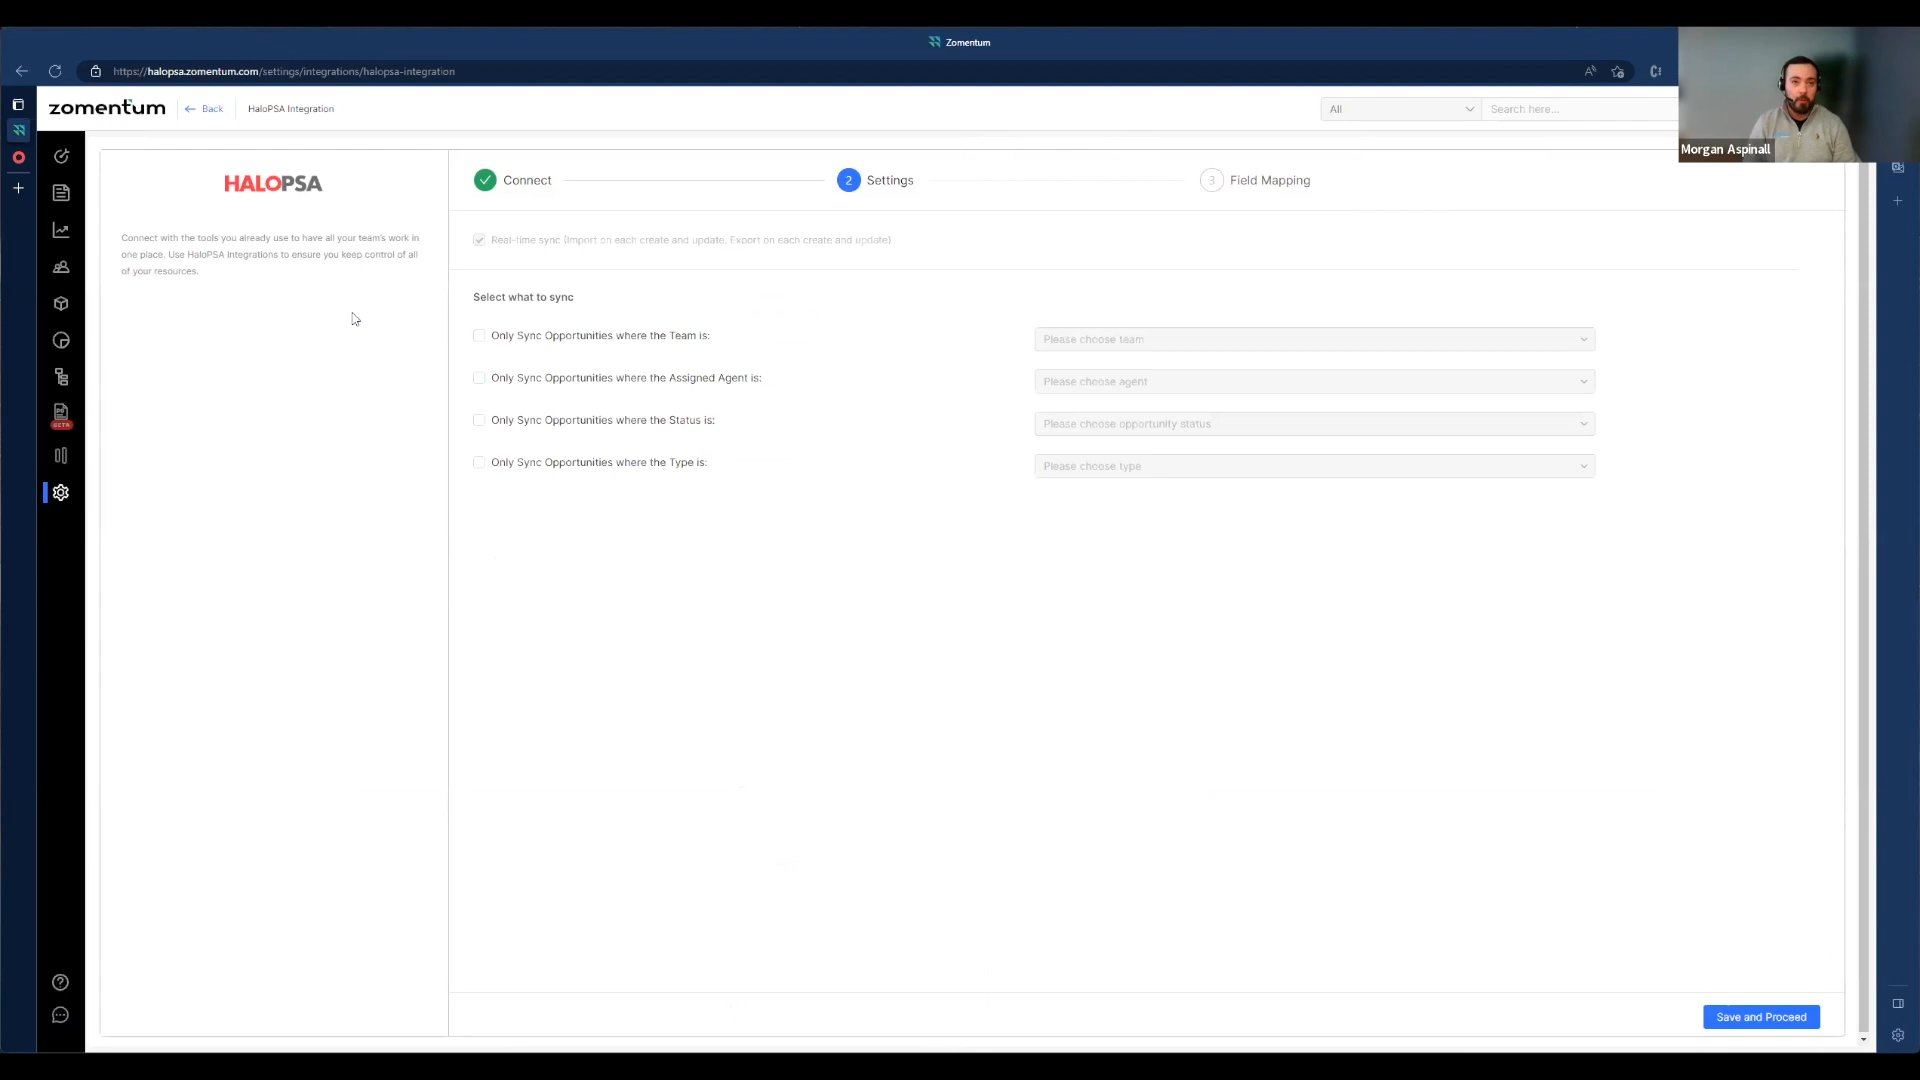 Zomentum
https://halopsa.zomentum.com/settings/integrations/halopsa-integration
zomentum
Back
HaloPSA Integration
All
Search here...
Morgan Aspinall
HALOPSA
Connect with the tools you already use to have all your team's work in
one place. Use HaloPSA Integrations to ensure you keep control of all
of your resources.
Connect
2
Settings
3
Field Mapping
Real-time sync (Import on each create and update, Export on each create and update)
Select what to sync
Only Sync Opportunities where the Team is:
Please choose team
Only Sync Opportunities where the Assigned Agent is:
Please choose agent
Only Sync Opportunities where the Status is:
Please choose opportunity status
Only Sync Opportunities where the Type is:
Please choose type
BETA
Save and Proceed